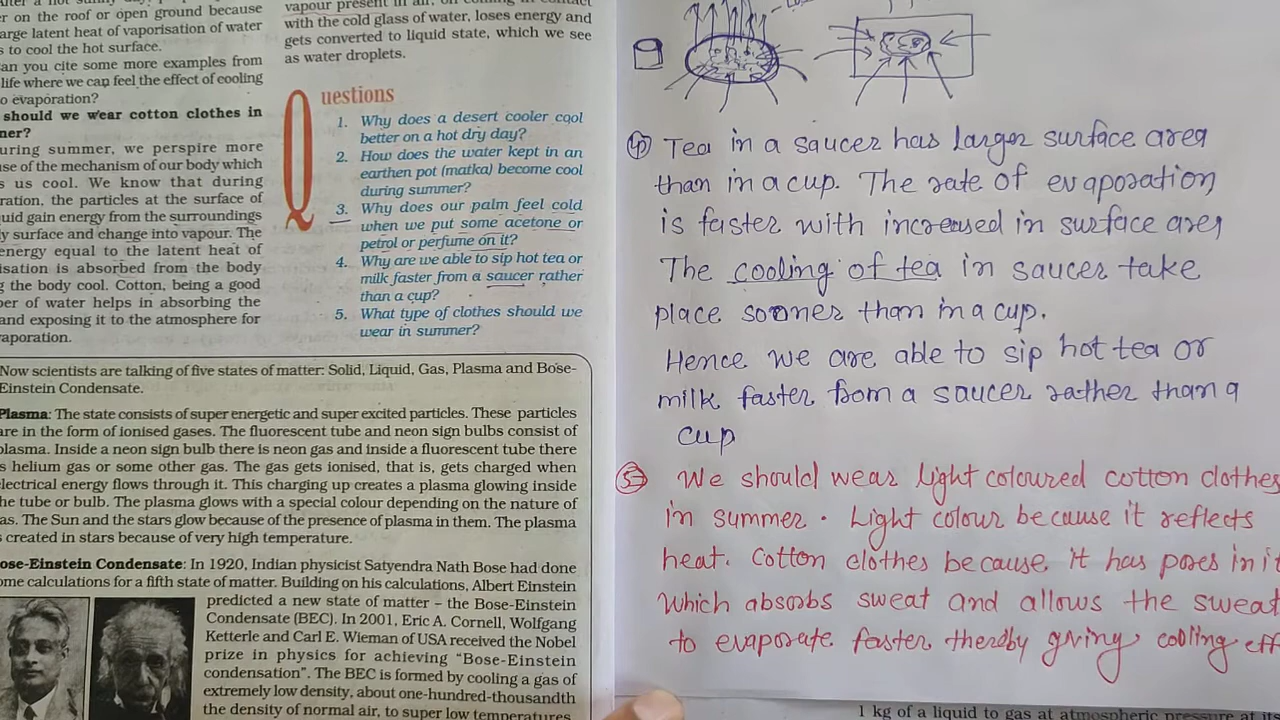 er on the roof or open ground because
arge latent heat of vaporisation of water
s to cool the hot surface.
an you cite some more examples from
life where we can feel the effect of cooling
o evaporation?
should we wear cotton clothes in
ner?
uring summer, we perspire more
use of the mechanism of our body which
s us cool. We know that during
ration, the particles at the surface of
quid gain energy from the surroundings
ly surface and change into vapour. The
energy equal to the latent heat of
isation is absorbed from the body
g the body cool. Cotton, being a good
ber of water helps in absorbing the
and exposing it to the atmosphere for
aporation.
vapour present in air, on coming in contact
with the cold glass of water, loses energy and
gets converted to liquid state, which we see
as water droplets.
Questions
1. Why does a desert cooler cool
better on a hot dry day?
2. How does the water kept in an
earthen pot (matka) become cool
during summer?
3. Why does our palm feel cold
when we put some acetone or
petrol or perfume on it?
4. Why are we able to sip hot tea or
milk faster from a saucer rather
than a cup?
5. What type of clothes should we
wear in summer?
Now scientists are talking of five states of matter: Solid, Liquid, Gas, Plasma and Bose-
Einstein Condensate.
Plasma: The state consists of super energetic and super excited particles. These particles
are in the form of ionised gases. The fluorescent tube and neon sign bulbs consist of
plasma. Inside a neon sign bulb there is neon gas and inside a fluorescent tube there
s helium gas or some other gas. The gas gets ionised, that is, gets charged when
electrical energy flows through it. This charging up creates a plasma glowing inside
he tube or bulb. The plasma glows with a special colour depending on the nature of
as. The Sun and the stars glow because of the presence of plasma in them. The plasma
s created in stars because of very high temperature.
ose-Einstein Condensate: In 1920, Indian physicist Satyendra Nath Bose had done
ome calculations for a fifth state of matter. Building on his calculations, Albert Einstein
predicted a new state of matter – the Bose-Einstein
Condensate (BEC). In 2001, Eric A. Cornell, Wolfgang
Ketterle and Carl E. Wieman of USA received the Nobel
prize in physics for achieving "Bose-Einstein
condensation". The BEC is formed by cooling a gas of
extremely low density, about one-hundred-thousandth
the density of normal air, to super low temperatures.
4) Tea in a saucer has larger surface area
than in a cup. The rate of evaporation
is faster with increased in surface area
The cooling of tea in saucer take
place sooner than in a cup.
Hence we are able to sip hot tea or
milk faster from a saucer rather than a
cup
5) We should wear light coloured cotton clothes
in summer. Light colour because it reflects
heat. Cotton clothes because it has pores in it
which absorbs sweat and allows the sweat
to evaporate faster thereby giving cooling eff
1 kg of a liquid to gas at atmospheric pressure at its